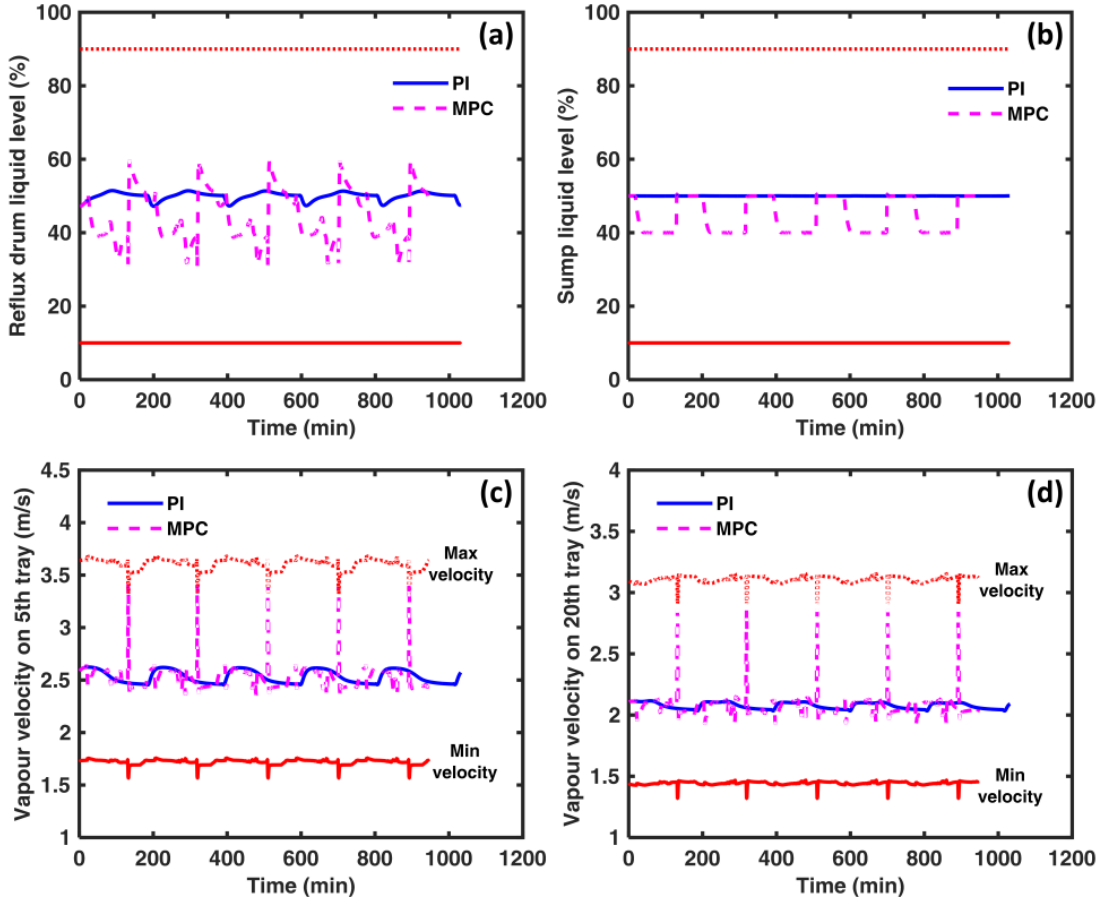 100
80
60
40
20
0
Reflux drum liquid level (%)
(a)
PI
MPC
0 200 400 600 800 1000 1200
Time (min)
100
80
60
40
20
0
Sump liquid level (%)
(b)
PI
MPC
0 200 400 600 800 1000 1200
Time (min)
4.5
4
3.5
3
2.5
2
1.5
1
Vapour velocity on 5th tray (m/s)
(c)
PI
MPC
Max
velocity
Min
velocity
0 200 400 600 800 1000 1200
Time (min)
4
3.5
3
2.5
2
1.5
1
Vapour velocity on 20th tray (m/s)
(d)
PI
MPC
Max
velocity
Min
velocity
0 200 400 600 800 1000 1200
Time (min)